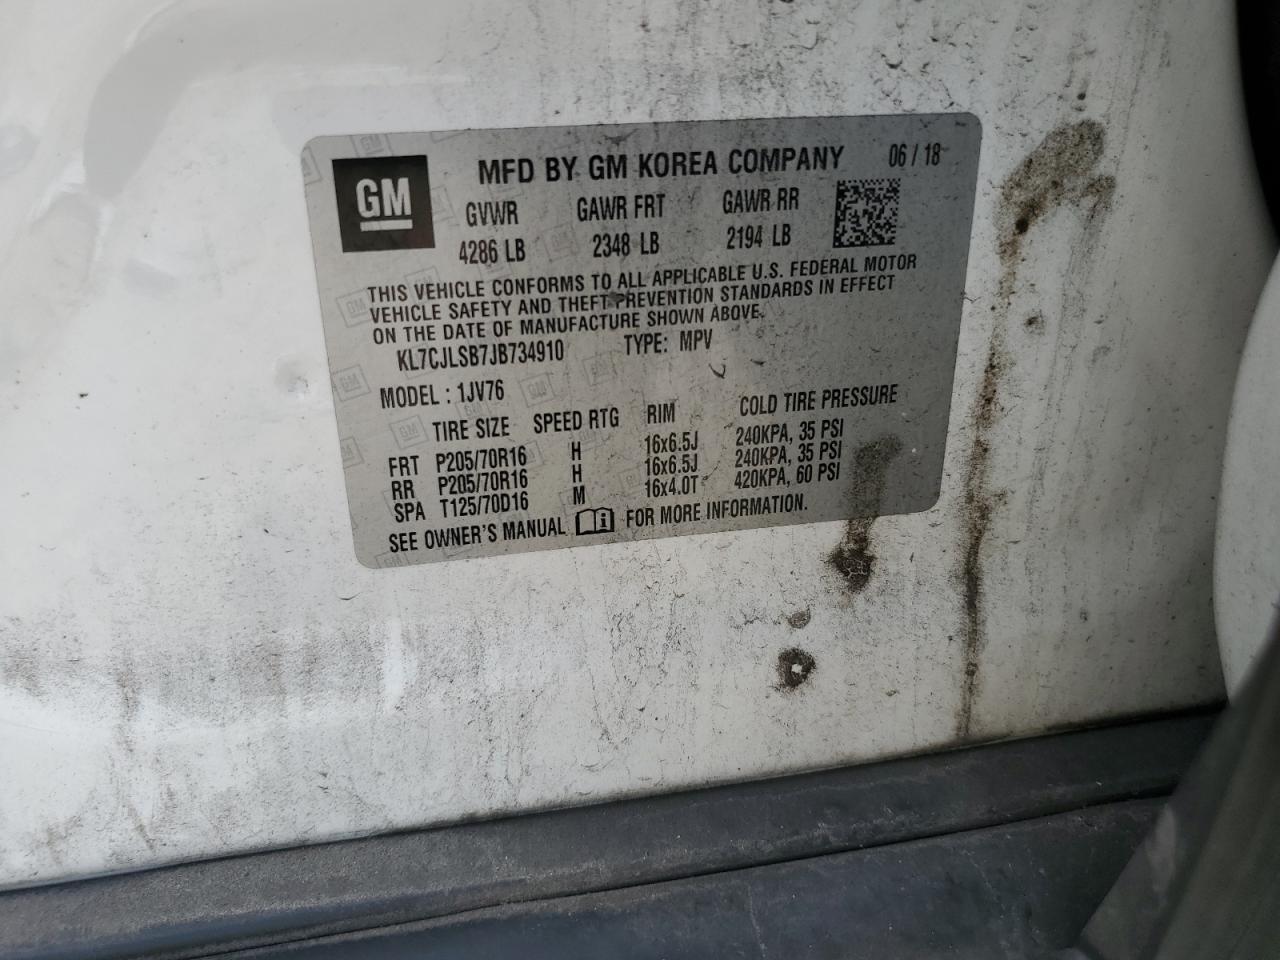 GM
MFD BY GM KOREA COMPANY 06 / 18
GVWR GAWR FRT GAWR RR
4286 LB 2348 LB 2194 LB
THIS VEHICLE CONFORMS TO ALL APPLICABLE U.S. FEDERAL MOTOR
VEHICLE SAFETY AND THEFT PREVENTION STANDARDS IN EFFECT
ON THE DATE OF MANUFACTURE SHOWN ABOVE.
KL7CJLSB7JB734910 TYPE: MPV
MODEL : 1JV76
TIRE SIZE SPEED RTG RIM COLD TIRE PRESSURE
FRT P205/70R16 H 16x6.5J 240KPA, 35 PSI
RR P205/70R16 H 16x6.5J 240KPA, 35 PSI
SPA T125/70D16 M 16x4.0T 420KPA, 60 PSI
SEE OWNER'S MANUAL FOR MORE INFORMATION.